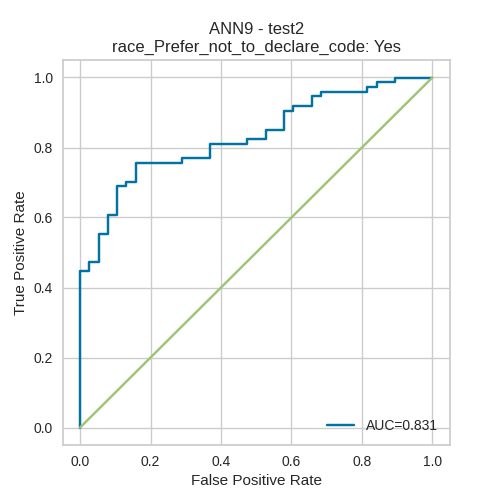 ANN9 - test2
race_Prefer_not_to_declare_code: Yes
True Positive Rate
1.0
0.8
0.6
0.4
0.2
0.0
AUC=0.831
0.0 0.2 0.4 0.6 0.8 1.0
False Positive Rate